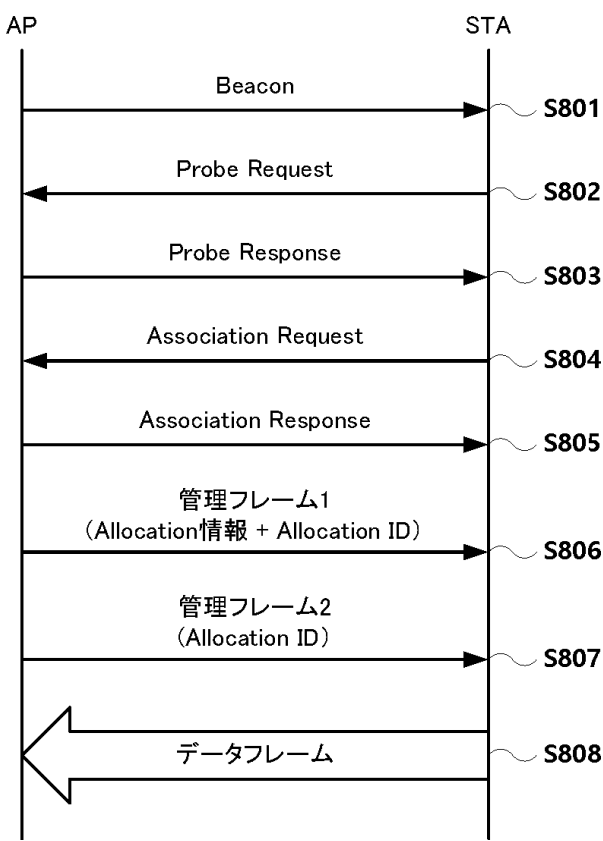 AP
STA
Beacon
S801
Probe Request
S802
Probe Response
S803
Association Request
S804
Association Response
S805
管理フレーム1
（Allocation情報 + Allocation ID）
S806
管理フレーム2
（Allocation ID）
S807
データフレーム
S808